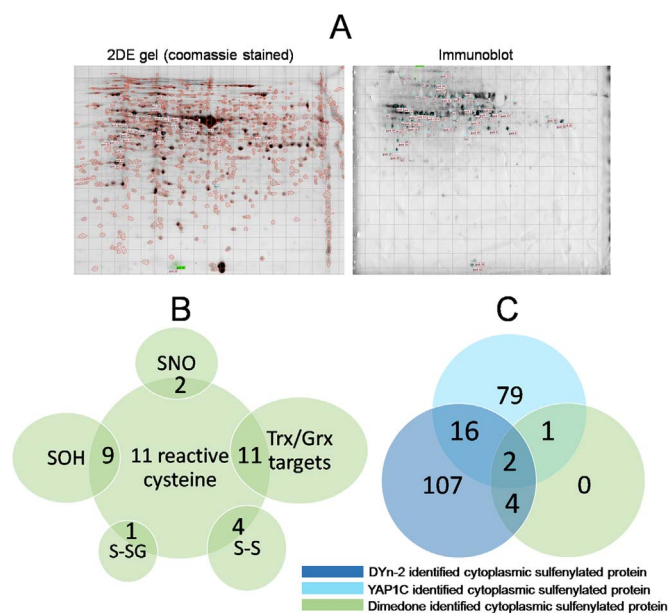 A
2DE gel (coomassie stained)
Immunoblot
B
SNO
2
SOH
9
11 reactive
cysteine
11
Trx/Grx
targets
1
S-SG
4
S-S
C
79
16
1
2
107
4
0
DYn-2 identified cytoplasmic sulfenylated protein
YAP1C identified cytoplasmic sulfenylated protein
Dimedone identified cytoplasmic sulfenylated protein